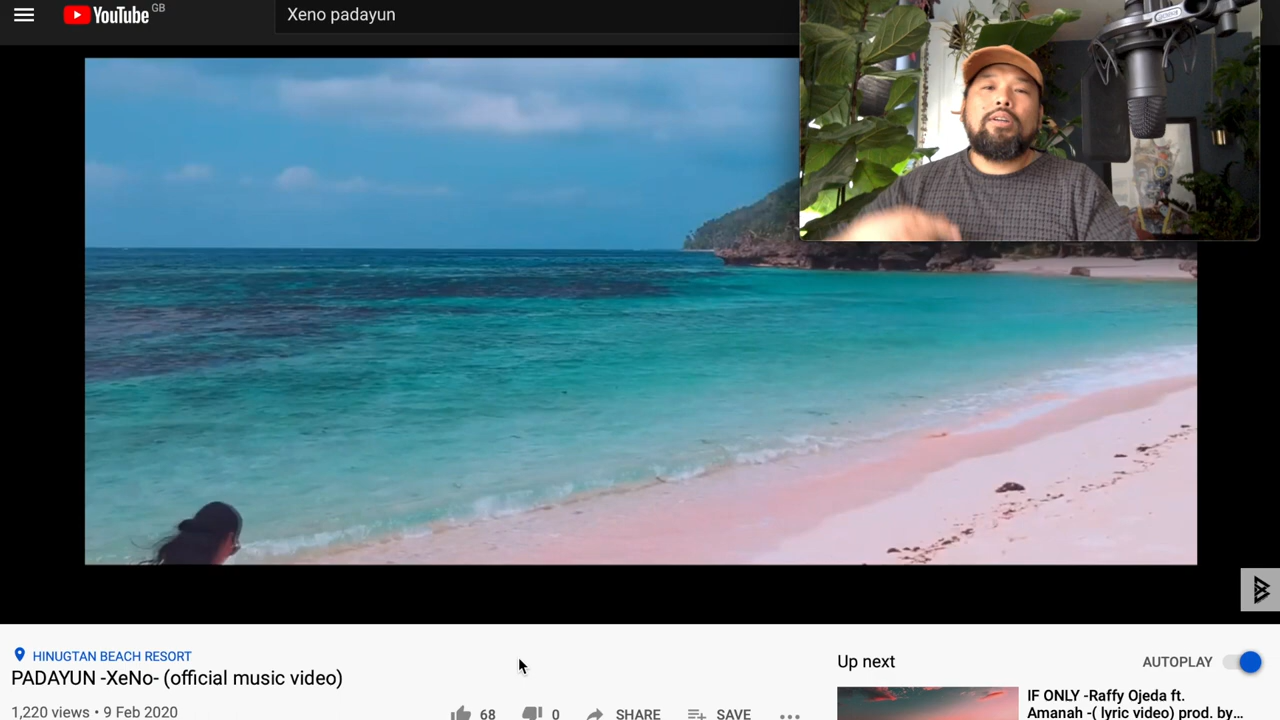 YouTube GB
Xeno padayun
HINUGTAN BEACH RESORT
PADAYUN -XeNo- (official music video)
1,220 views • 9 Feb 2020
68
0
SHARE
SAVE
Up next
AUTOPLAY
IF ONLY -Raffy Ojeda ft.
Amanah -( lyric video) prod. by...